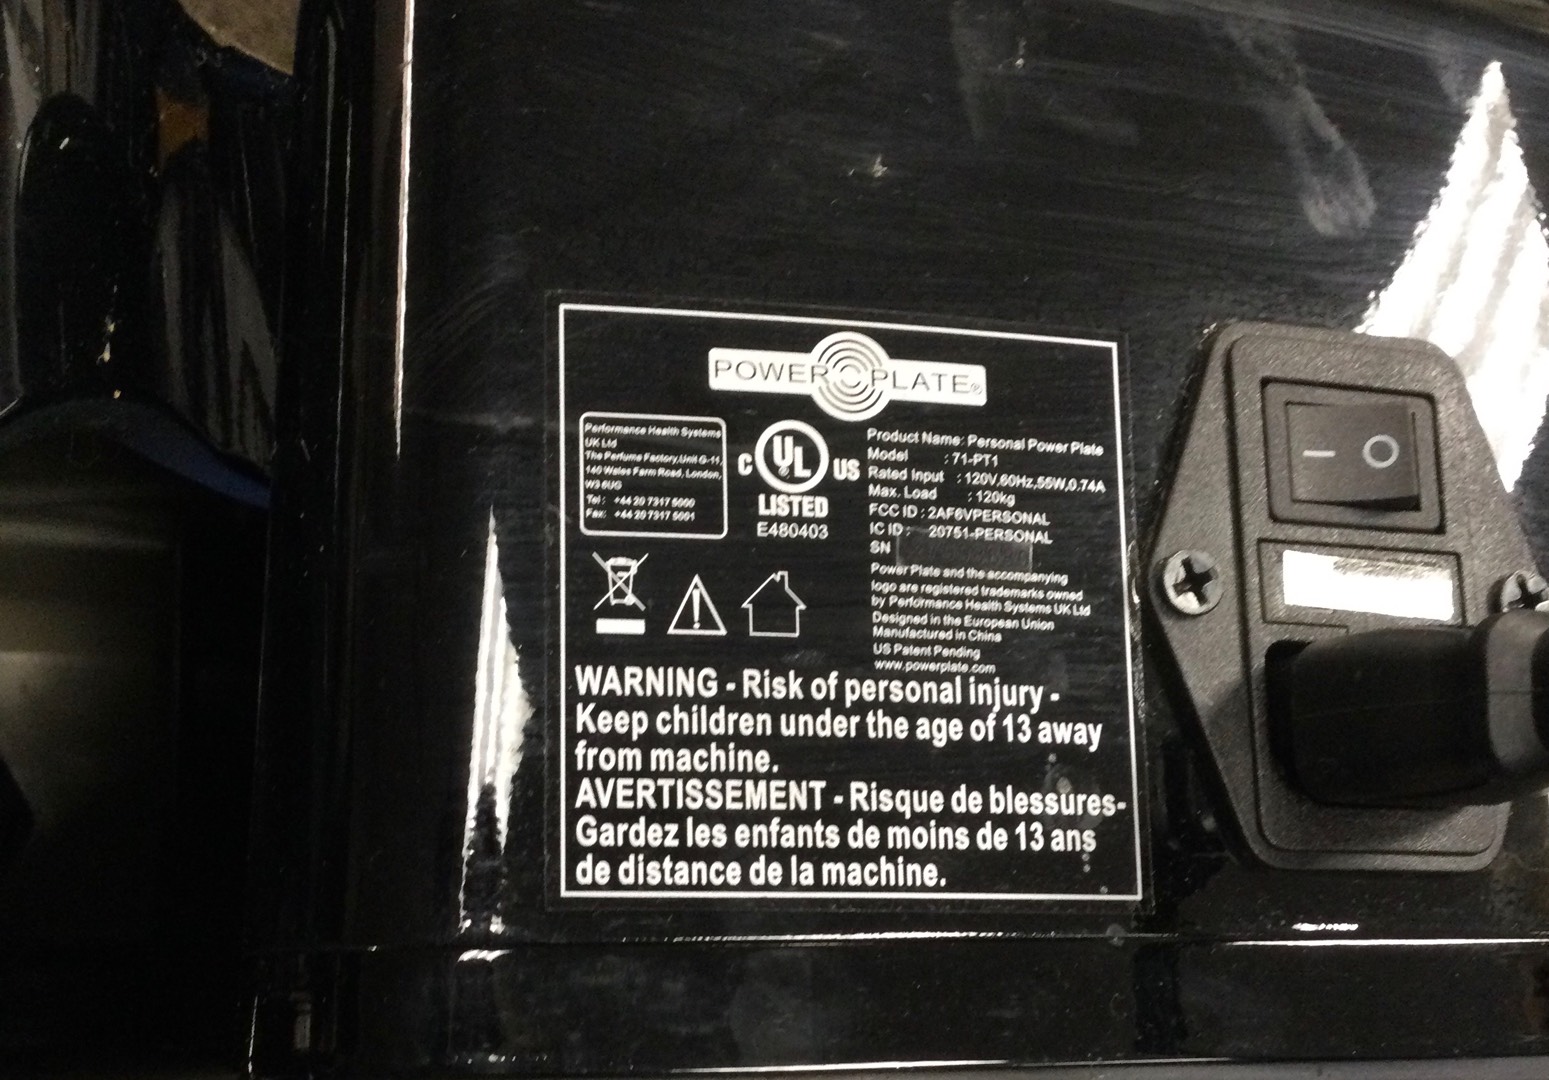 POWER PLATE®
Performance Health Systems
UK Ltd
The Perfume Factory, Unit G-11,
140 Wales Farm Road, London,
W3 6UG
Tel: +44 20 7317 5000
Fax: +44 20 7317 5001
C UL ® US
LISTED
E480403
Product Name: Personal Power Plate
Model : 71-PT1
Rated Input : 120V,60Hz,55W,0.74A
Max. Load : 120kg
FCC ID : 2AF6VPERSONAL
IC ID : 20751-PERSONAL
SN
Power Plate and the accompanying
logo are registered trademarks owned
by Performance Health Systems UK Ltd
Designed in the European Union
Manufactured in China
US Patent Pending
www.powerplate.com
WARNING - Risk of personal injury -
Keep children under the age of 13 away
from machine.
AVERTISSEMENT - Risque de blessures-
Gardez les enfants de moins de 13 ans
de distance de la machine.